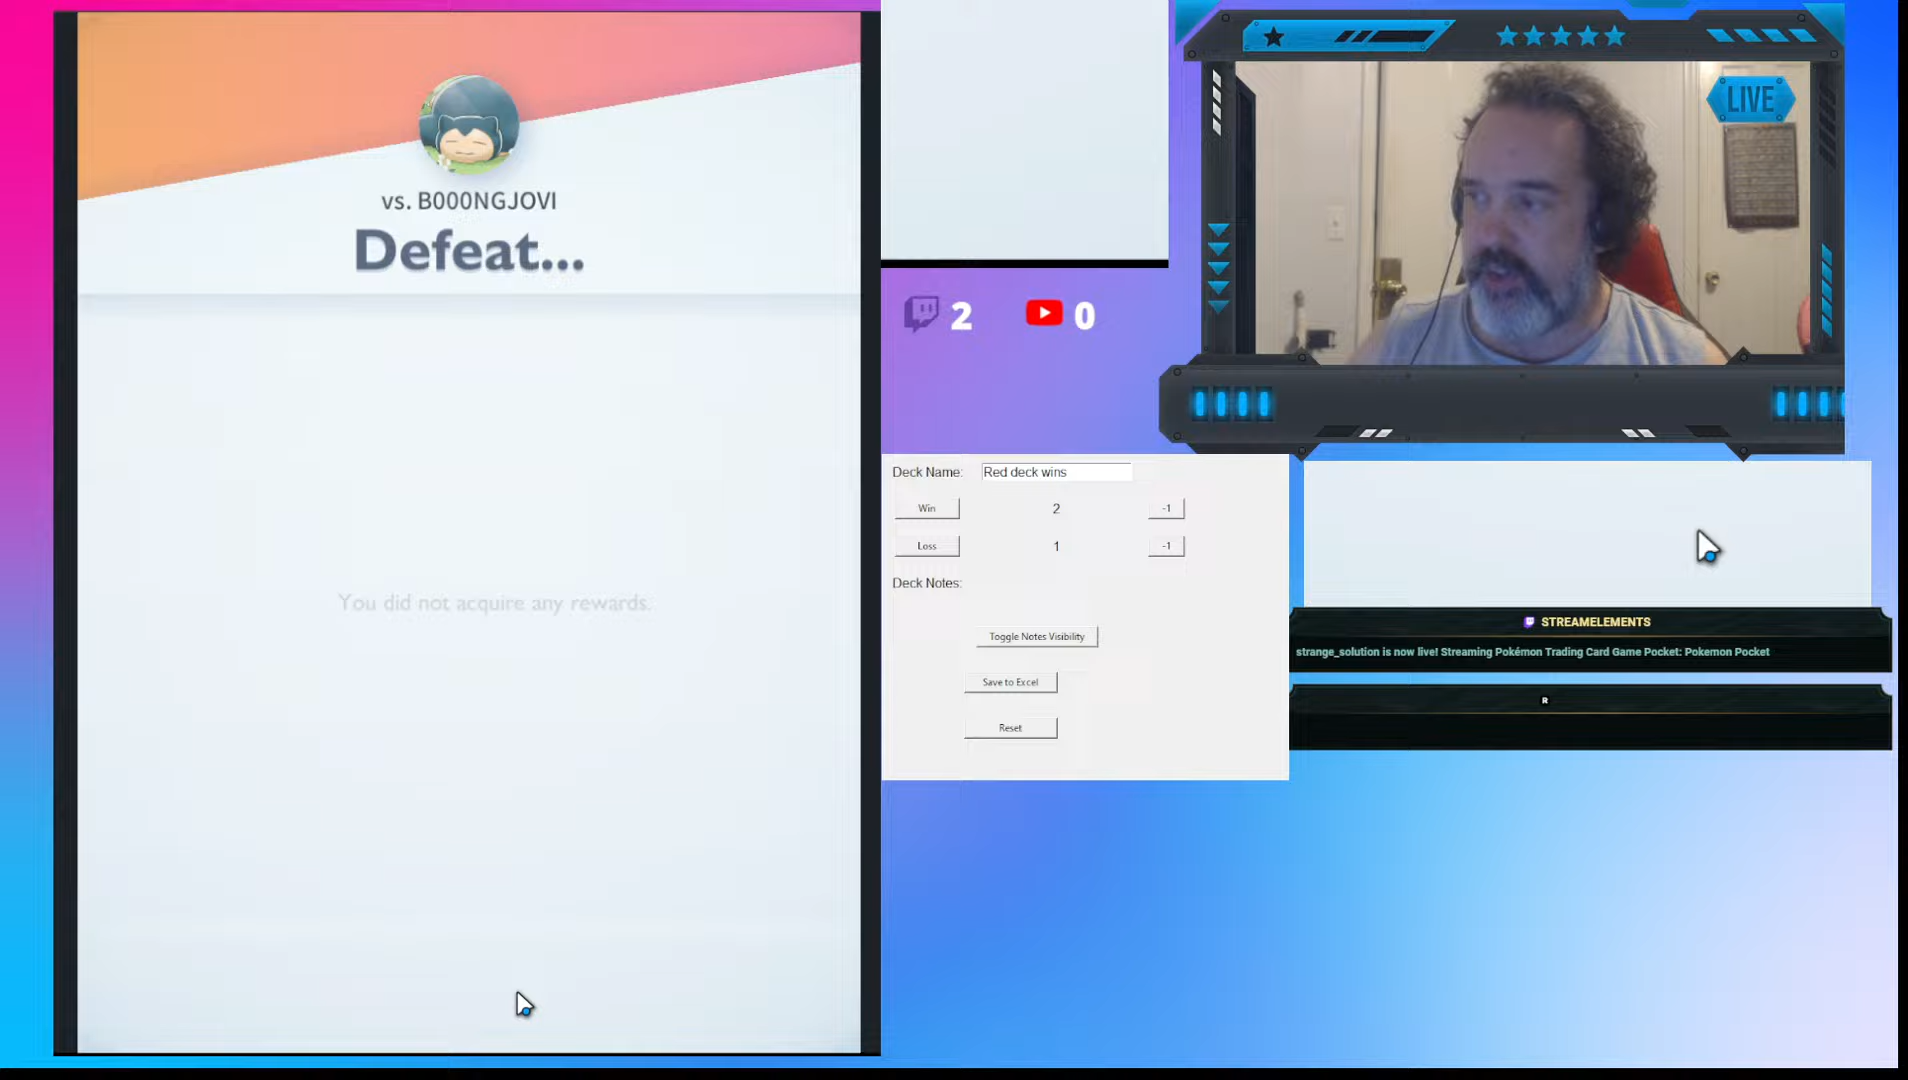 vs. B000NGJOVI
Defeat...
You did not acquire any rewards.
2
0
LIVE
Deck Name: Red deck wins
Win 2 -1
Loss 1 -1
Deck Notes:
Toggle Notes Visibility
Save to Excel
Reset
STREAMELEMENTS
strange_solution is now live! Streaming Pokémon Trading Card Game Pocket: Pokemon Pocket
R